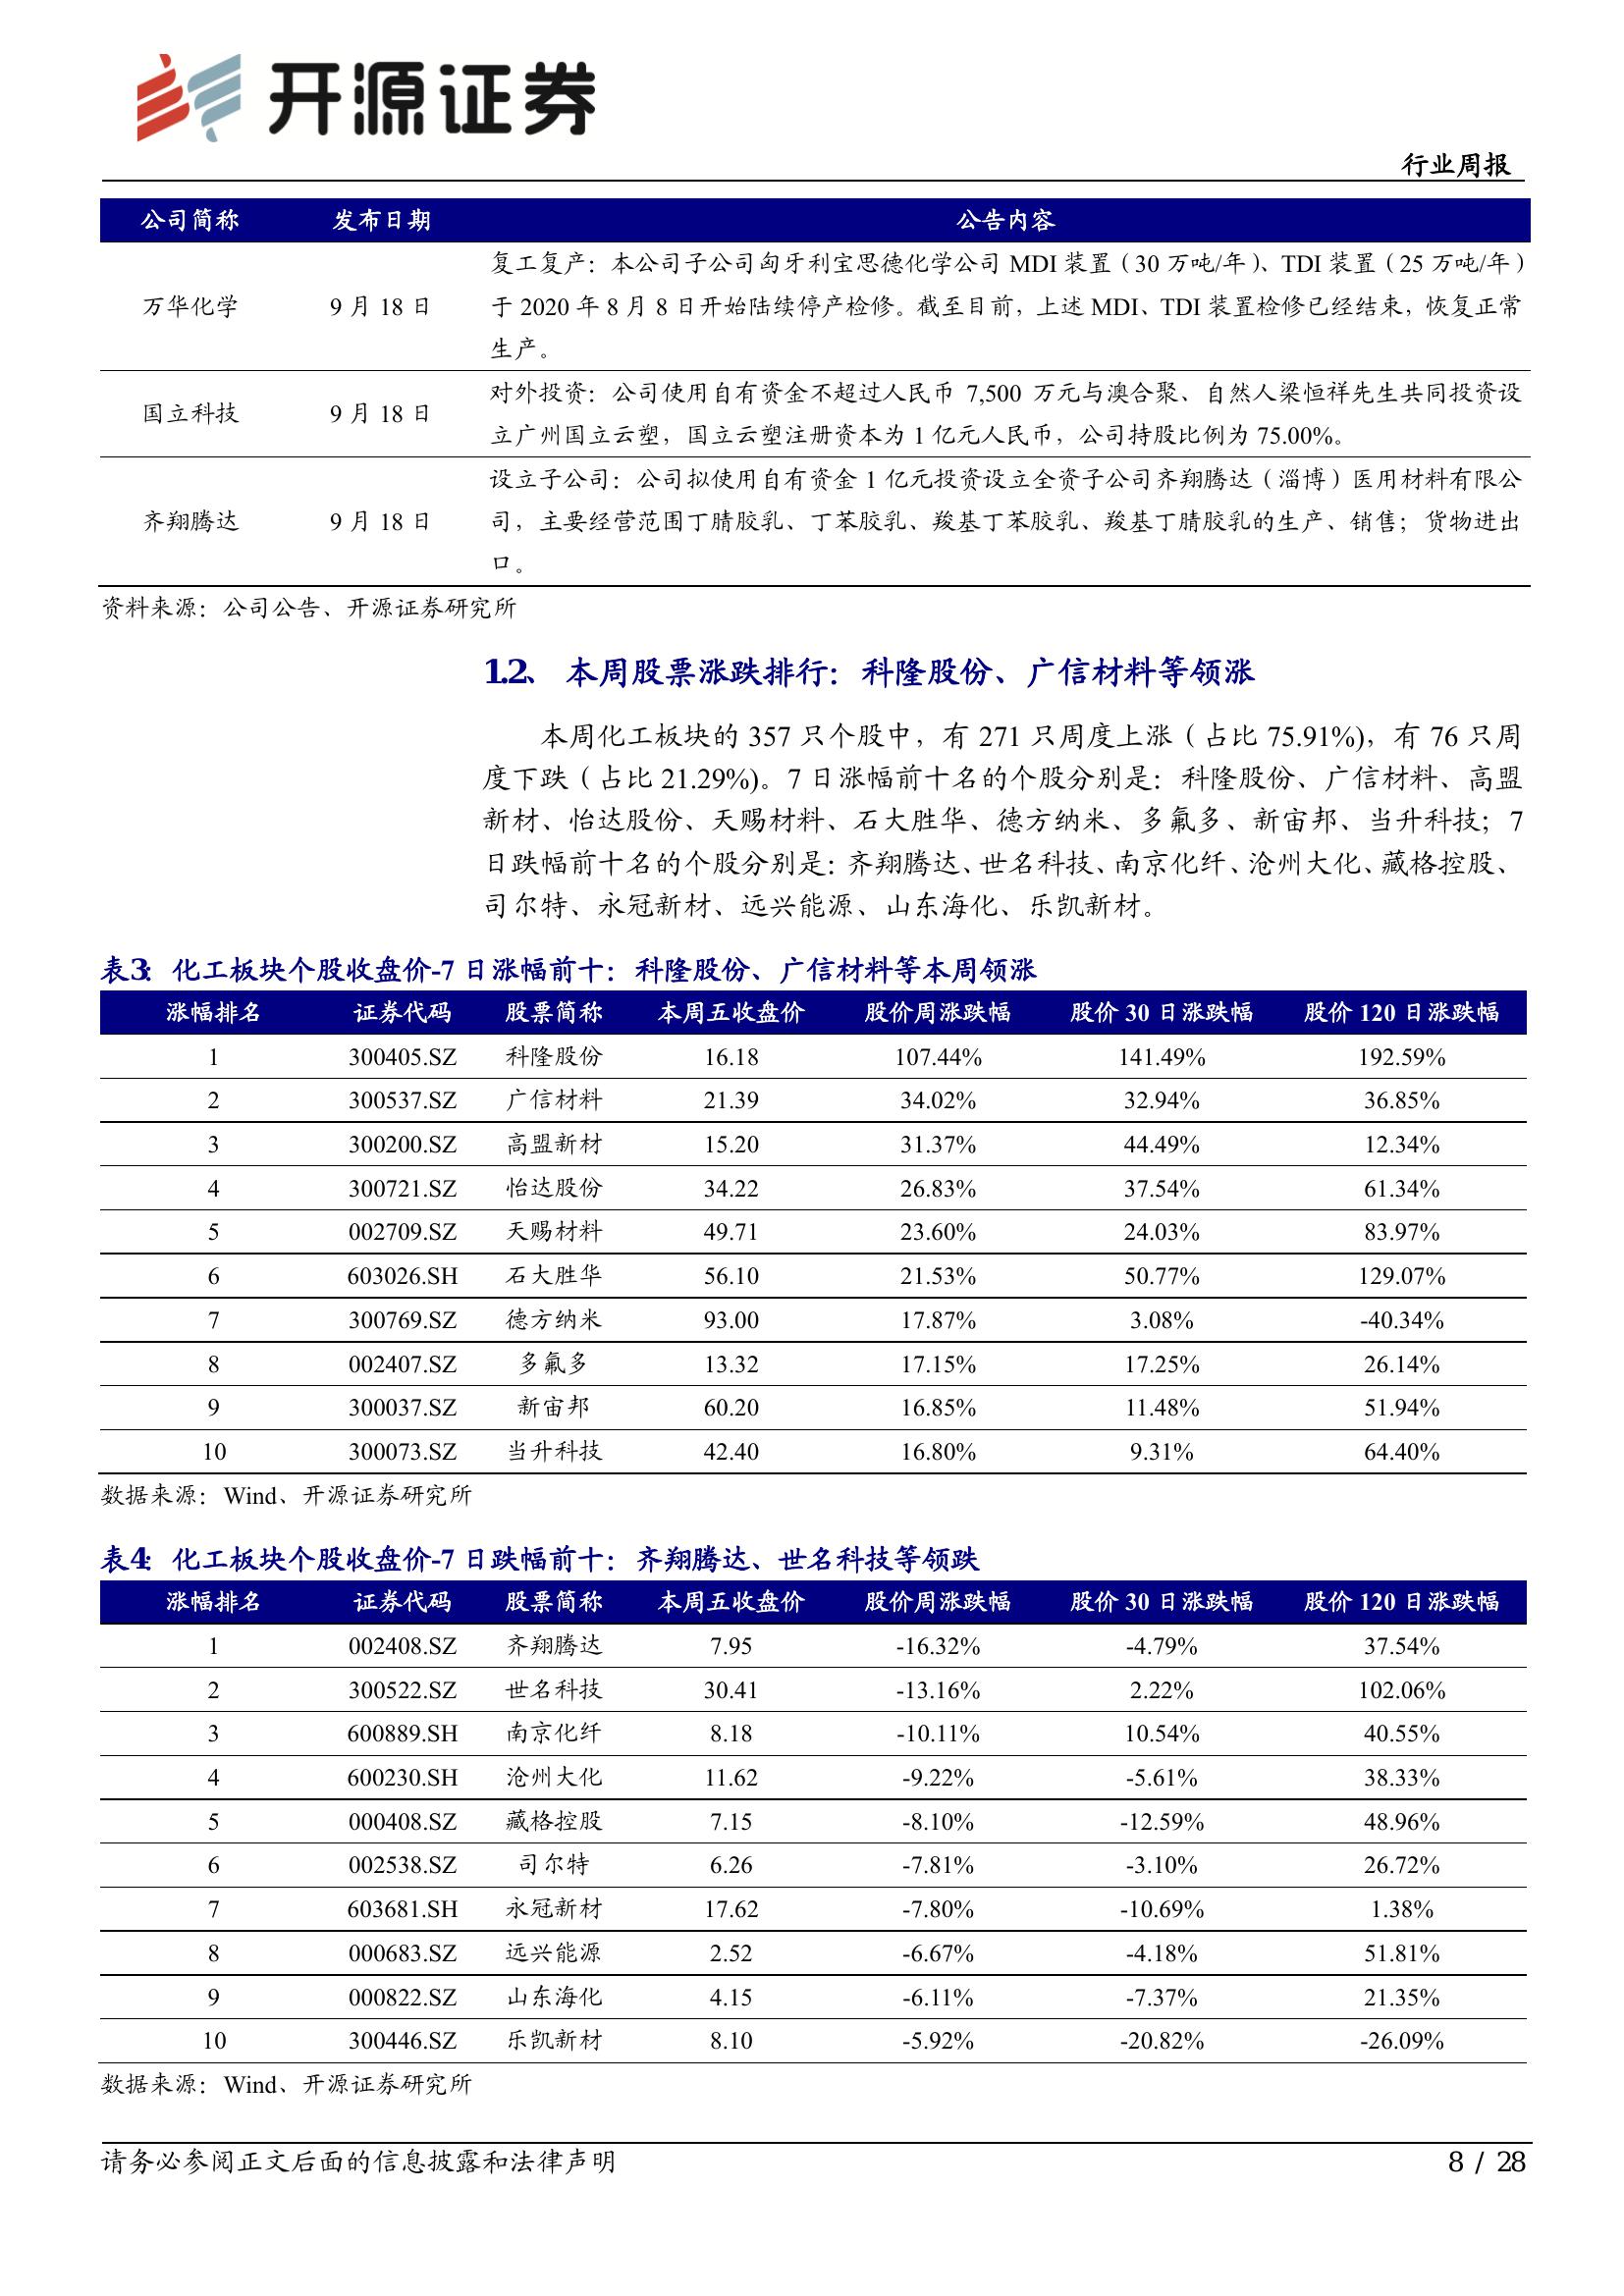 开源证券
行业周报
公司简称 发布日期 公告内容
万华化学 9 月 18 日 复工复产：本公司子公司匈牙利宝思德化学公司 MDI 装置（30 万吨/年）、TDI 装置（25 万吨/年）
于 2020 年 8 月 8 日开始陆续停产检修。截至目前，上述 MDI、TDI 装置检修已经结束，恢复正常
生产。
国立科技 9 月 18 日 对外投资：公司使用自有资金不超过人民币 7,500 万元与澳合聚、自然人梁恒祥先生共同投资设
立广州国立云塑，国立云塑注册资本为 1 亿元人民币，公司持股比例为 75.00%。
齐翔腾达 9 月 18 日 设立子公司：公司拟使用自有资金 1 亿元投资设立全资子公司齐翔腾达（淄博）医用材料有限公
司，主要经营范围丁腈胶乳、丁苯胶乳、羧基丁苯胶乳、羧基丁腈胶乳的生产、销售；货物进出
口。
资料来源：公司公告、开源证券研究所
1.2、 本周股票涨跌排行：科隆股份、广信材料等领涨
本周化工板块的 357 只个股中，有 271 只周度上涨（占比 75.91%)，有 76 只周
度下跌（占比 21.29%)。7 日涨幅前十名的个股分别是：科隆股份、广信材料、高盟
新材、怡达股份、天赐材料、石大胜华、德方纳米、多氟多、新宙邦、当升科技；7
日跌幅前十名的个股分别是：齐翔腾达、世名科技、南京化纤、沧州大化、藏格控股、
司尔特、永冠新材、远兴能源、山东海化、乐凯新材。
表3：化工板块个股收盘价-7 日涨幅前十：科隆股份、广信材料等本周领涨
涨幅排名 证券代码 股票简称 本周五收盘价 股价周涨跌幅 股价 30 日涨跌幅 股价 120 日涨跌幅
1 300405.SZ 科隆股份 16.18 107.44% 141.49% 192.59%
2 300537.SZ 广信材料 21.39 34.02% 32.94% 36.85%
3 300200.SZ 高盟新材 15.20 31.37% 44.49% 12.34%
4 300721.SZ 怡达股份 34.22 26.83% 37.54% 61.34%
5 002709.SZ 天赐材料 49.71 23.60% 24.03% 83.97%
6 603026.SH 石大胜华 56.10 21.53% 50.77% 129.07%
7 300769.SZ 德方纳米 93.00 17.87% 3.08% -40.34%
8 002407.SZ 多氟多 13.32 17.15% 17.25% 26.14%
9 300037.SZ 新宙邦 60.20 16.85% 11.48% 51.94%
10 300073.SZ 当升科技 42.40 16.80% 9.31% 64.40%
数据来源：Wind、开源证券研究所
表4：化工板块个股收盘价-7 日跌幅前十：齐翔腾达、世名科技等领跌
涨幅排名 证券代码 股票简称 本周五收盘价 股价周涨跌幅 股价 30 日涨跌幅 股价 120 日涨跌幅
1 002408.SZ 齐翔腾达 7.95 -16.32% -4.79% 37.54%
2 300522.SZ 世名科技 30.41 -13.16% 2.22% 102.06%
3 600889.SH 南京化纤 8.18 -10.11% 10.54% 40.55%
4 600230.SH 沧州大化 11.62 -9.22% -5.61% 38.33%
5 000408.SZ 藏格控股 7.15 -8.10% -12.59% 48.96%
6 002538.SZ 司尔特 6.26 -7.81% -3.10% 26.72%
7 603681.SH 永冠新材 17.62 -7.80% -10.69% 1.38%
8 000683.SZ 远兴能源 2.52 -6.67% -4.18% 51.81%
9 000822.SZ 山东海化 4.15 -6.11% -7.37% 21.35%
10 300446.SZ 乐凯新材 8.10 -5.92% -20.82% -26.09%
数据来源：Wind、开源证券研究所
请务必参阅正文后面的信息披露和法律声明 8 / 28